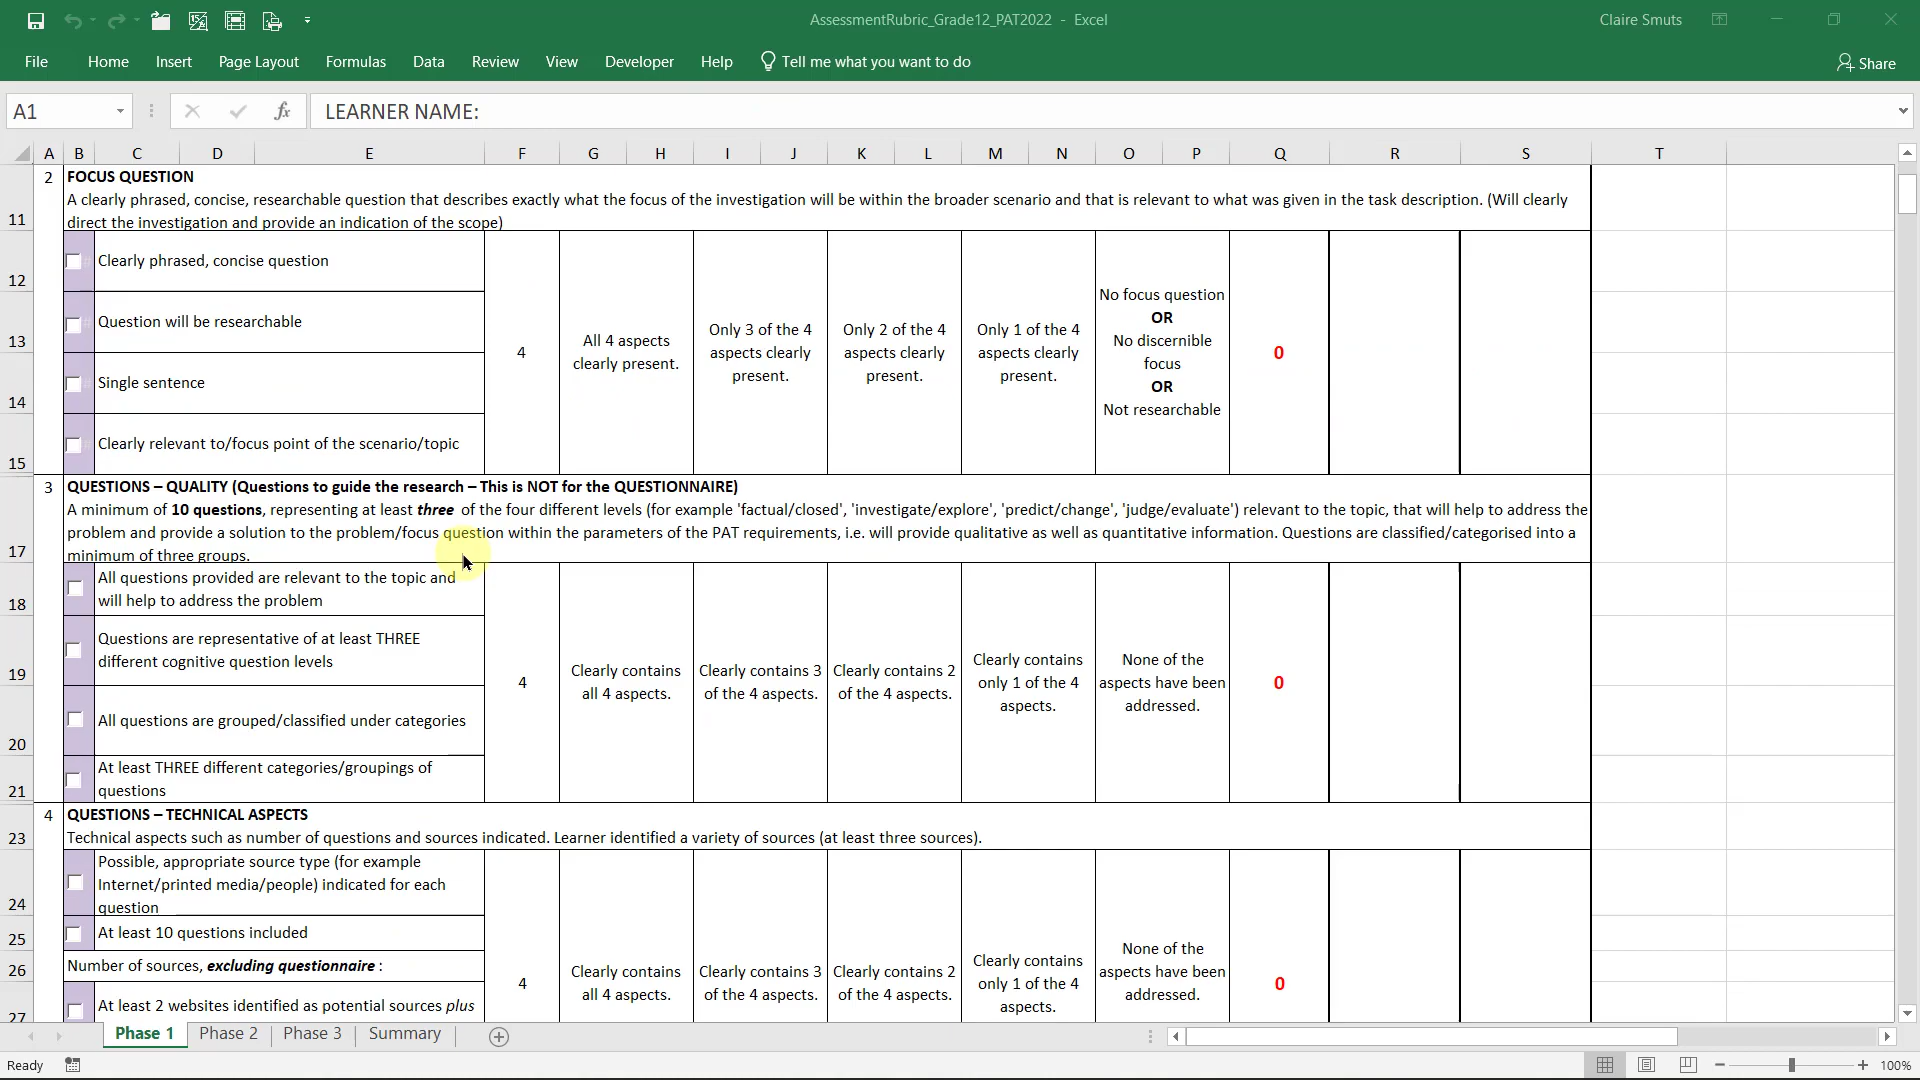 AssessmentRubric_Grade12_PAT2022 - Excel
Claire Smuts
File Home Insert Page Layout Formulas Data Review View Developer Help Tell me what you want to do
Share
A1
fx
LEARNER NAME:
A B C D E F G H I J K L M N O P Q R S T
2 FOCUS QUESTION
A clearly phrased, concise, researchable question that describes exactly what the focus of the investigation will be within the broader scenario and that is relevant to what was given in the task description. (Will clearly
11 direct the investigation and provide an indication of the scope)
12 Clearly phrased, concise question
13 Question will be researchable
14 Single sentence
15 Clearly relevant to/focus point of the scenario/topic
4
All 4 aspects
clearly present.
Only 3 of the 4
aspects clearly
present.
Only 2 of the 4
aspects clearly
present.
Only 1 of the 4
aspects clearly
present.
No focus question
OR
No discernible
focus
OR
Not researchable
0
3 QUESTIONS – QUALITY (Questions to guide the research – This is NOT for the QUESTIONNAIRE)
A minimum of 10 questions, representing at least three of the four different levels (for example 'factual/closed', 'investigate/explore', 'predict/change', 'judge/evaluate') relevant to the topic, that will help to address the
problem and provide a solution to the problem/focus question within the parameters of the PAT requirements, i.e. will provide qualitative as well as quantitative information. Questions are classified/categorised into a
17 minimum of three groups.
All questions provided are relevant to the topic and
18 will help to address the problem
Questions are representative of at least THREE
19 different cognitive question levels
20 All questions are grouped/classified under categories
At least THREE different categories/groupings of
21 questions
4
Clearly contains
all 4 aspects.
Clearly contains 3
of the 4 aspects.
Clearly contains 2
of the 4 aspects.
Clearly contains
only 1 of the 4
aspects.
None of the
aspects have been
addressed.
0
4 QUESTIONS – TECHNICAL ASPECTS
23 Technical aspects such as number of questions and sources indicated. Learner identified a variety of sources (at least three sources).
Possible, appropriate source type (for example
Internet/printed media/people) indicated for each
24 question
25 At least 10 questions included
26 Number of sources, excluding questionnaire :
27 At least 2 websites identified as potential sources plus
4
Clearly contains
all 4 aspects.
Clearly contains 3
of the 4 aspects.
Clearly contains 2
of the 4 aspects.
Clearly contains
only 1 of the 4
aspects.
None of the
aspects have been
addressed.
0
Phase 1 Phase 2 Phase 3 Summary
Ready
100%